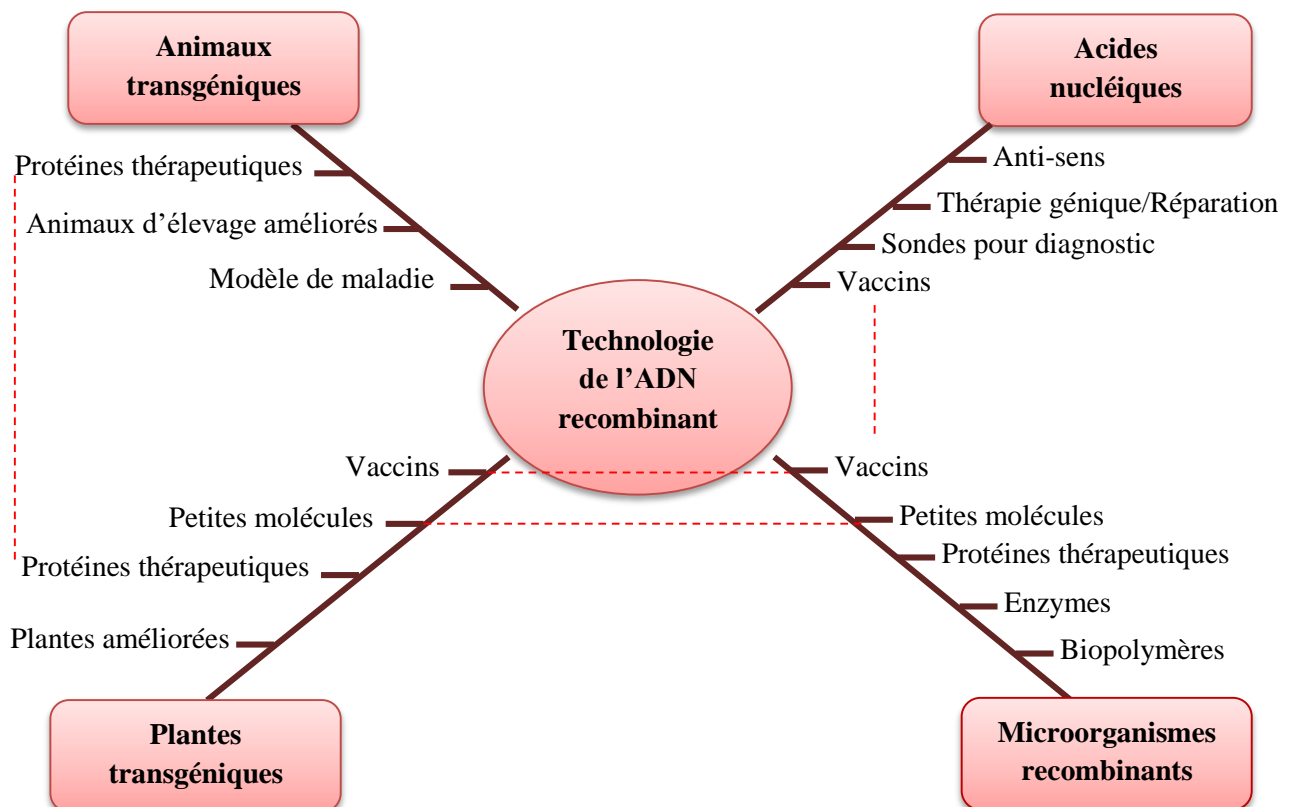 Animaux
transgéniques
Acides
nucléiques
Protéines thérapeutiques
Animaux d’élevage améliorés
Modèle de maladie
Anti-sens
Thérapie génique/Réparation
Sondes pour diagnostic
Vaccins
Technologie
de l’ADN
recombinant
Vaccins
Petites molécules
Protéines thérapeutiques
Plantes améliorées
Vaccins
Petites molécules
Protéines thérapeutiques
Enzymes
Biopolymères
Plantes
transgéniques
Microorganismes
recombinants